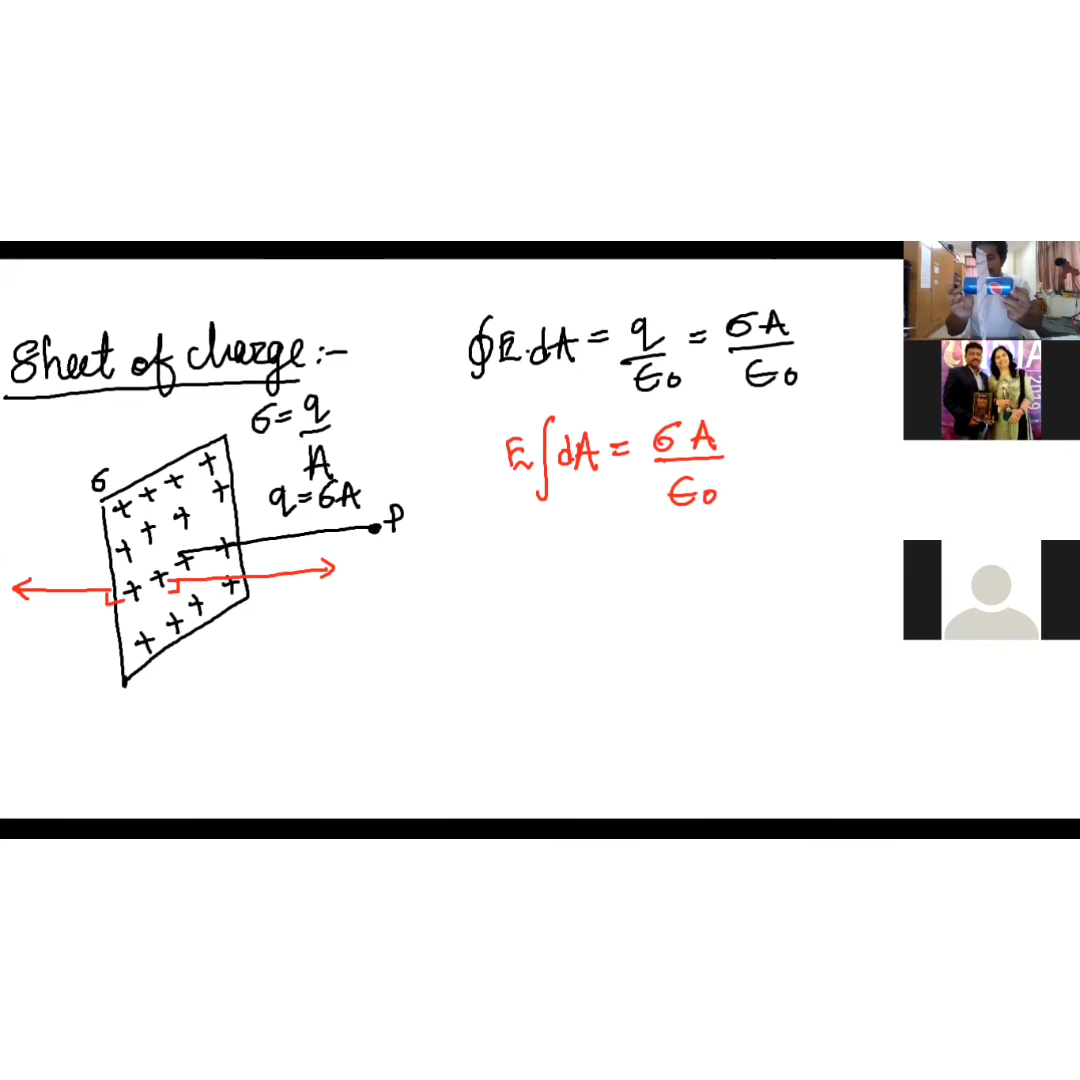 Sheet of charge:-
σ = q/A
q = σA
σ
P
∮E.dA = q/ϵ0 = σA/ϵ0
E∫dA = σA/ϵ0